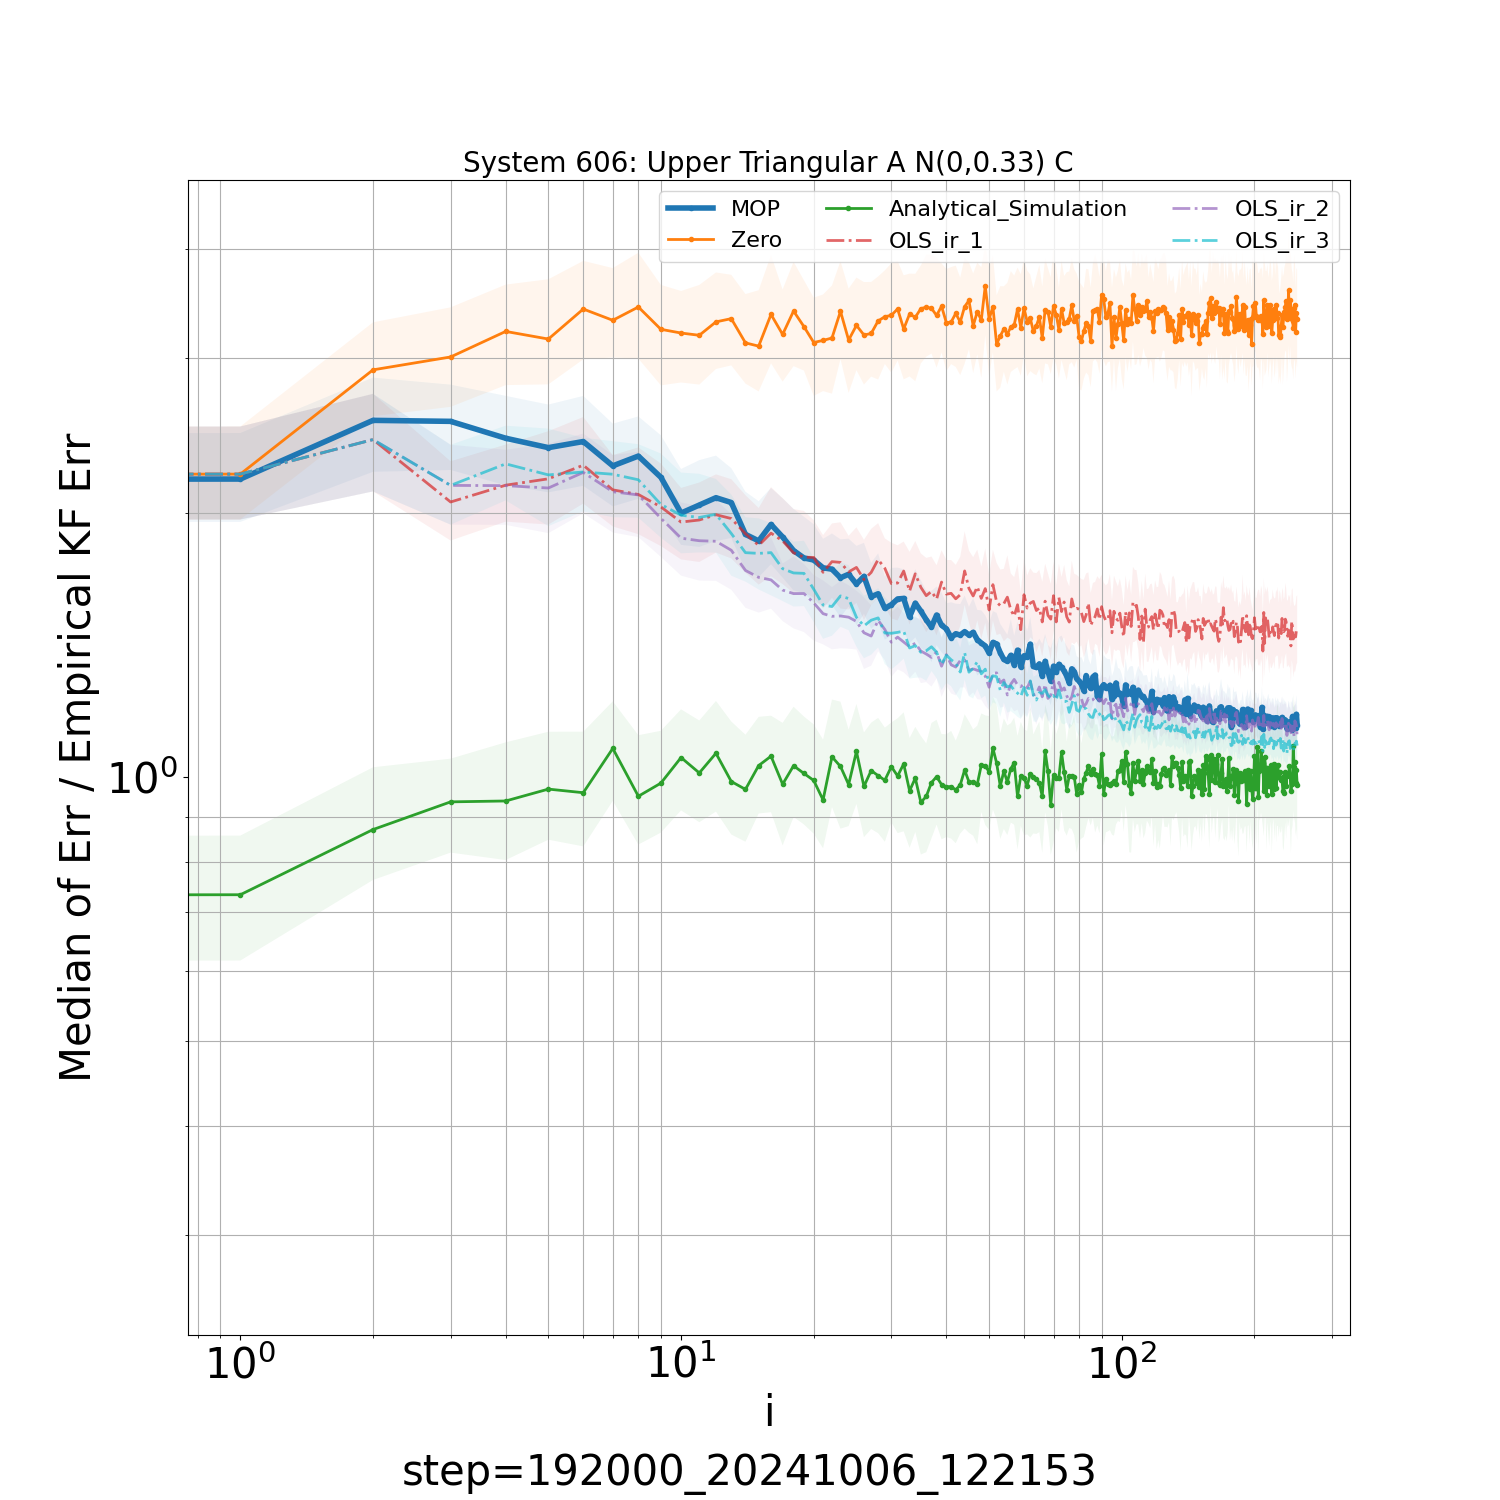 System 606: Upper Triangular A N(0,0.33) C
MOP
Zero
Analytical_Simulation
OLS_ir_1
OLS_ir_2
OLS_ir_3
Median of Err / Empirical KF Err
10⁰
10⁰ 10¹ 10²
i
step=192000_20241006_122153